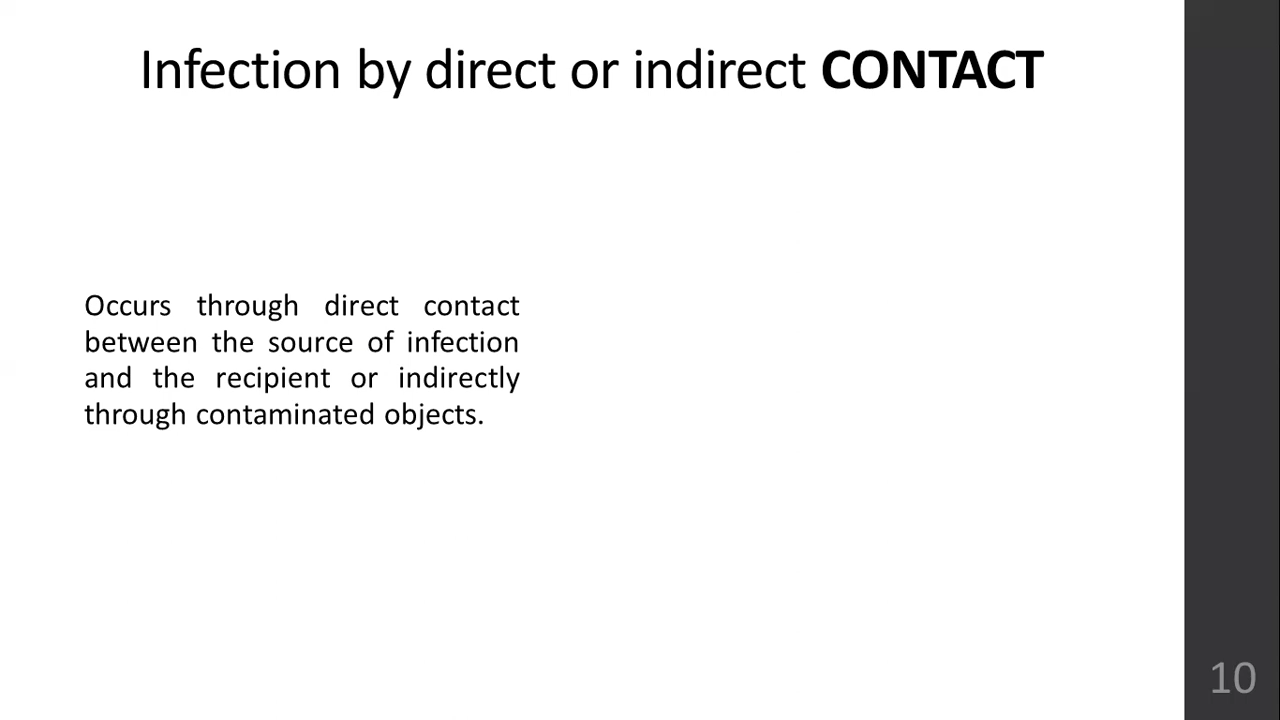 Infection by direct or indirect CONTACT
Occurs through direct contact
between the source of infection
and the recipient or indirectly
through contaminated objects.
10